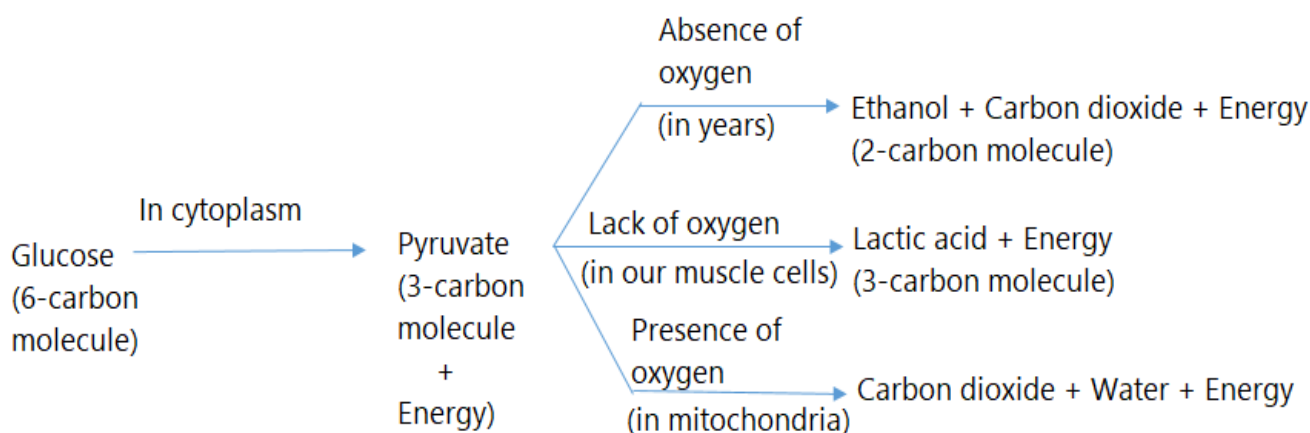 Glucose
(6-carbon
molecule)
In cytoplasm
Pyruvate
(3-carbon
molecule
+
Energy)
Absence of
oxygen
(in years)
Ethanol + Carbon dioxide + Energy
(2-carbon molecule)
Lack of oxygen
(in our muscle cells)
Lactic acid + Energy
(3-carbon molecule)
Presence of
oxygen
(in mitochondria)
Carbon dioxide + Water + Energy